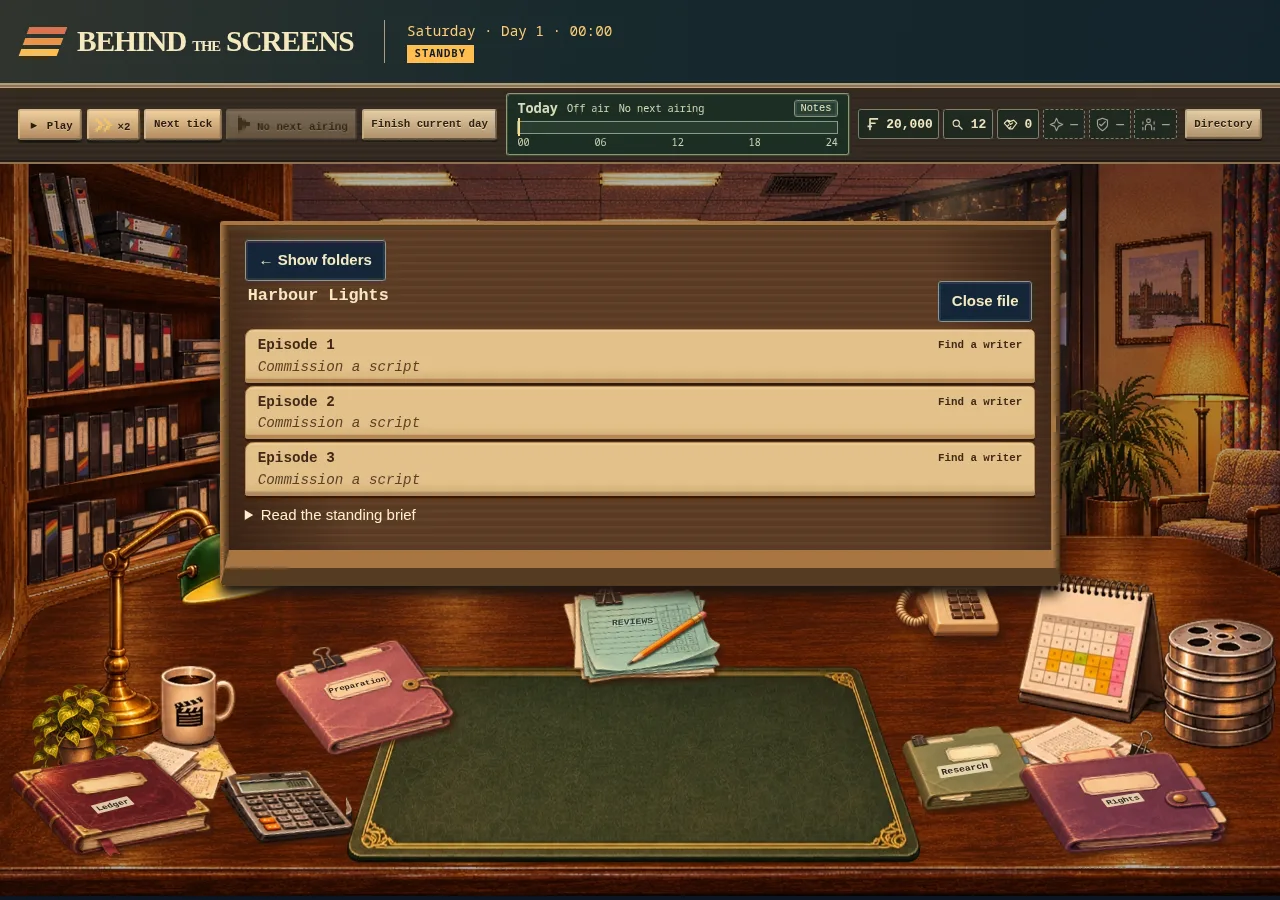 BEHIND THE SCREENS
Saturday · Day 1 · 00:00
STANDBY
► Play
×2
Next tick
No next airing
Finish current day
Today Off air No next airing Notes
00 06 12 18 24
20,000
12
0
–
–
–
Directory
← Show folders
Harbour Lights
Close file
Episode 1
Find a writer
Commission a script
Episode 2
Find a writer
Commission a script
Episode 3
Find a writer
Commission a script
► Read the standing brief
REVIEWS
Preparation
Ledger
Research
Rights